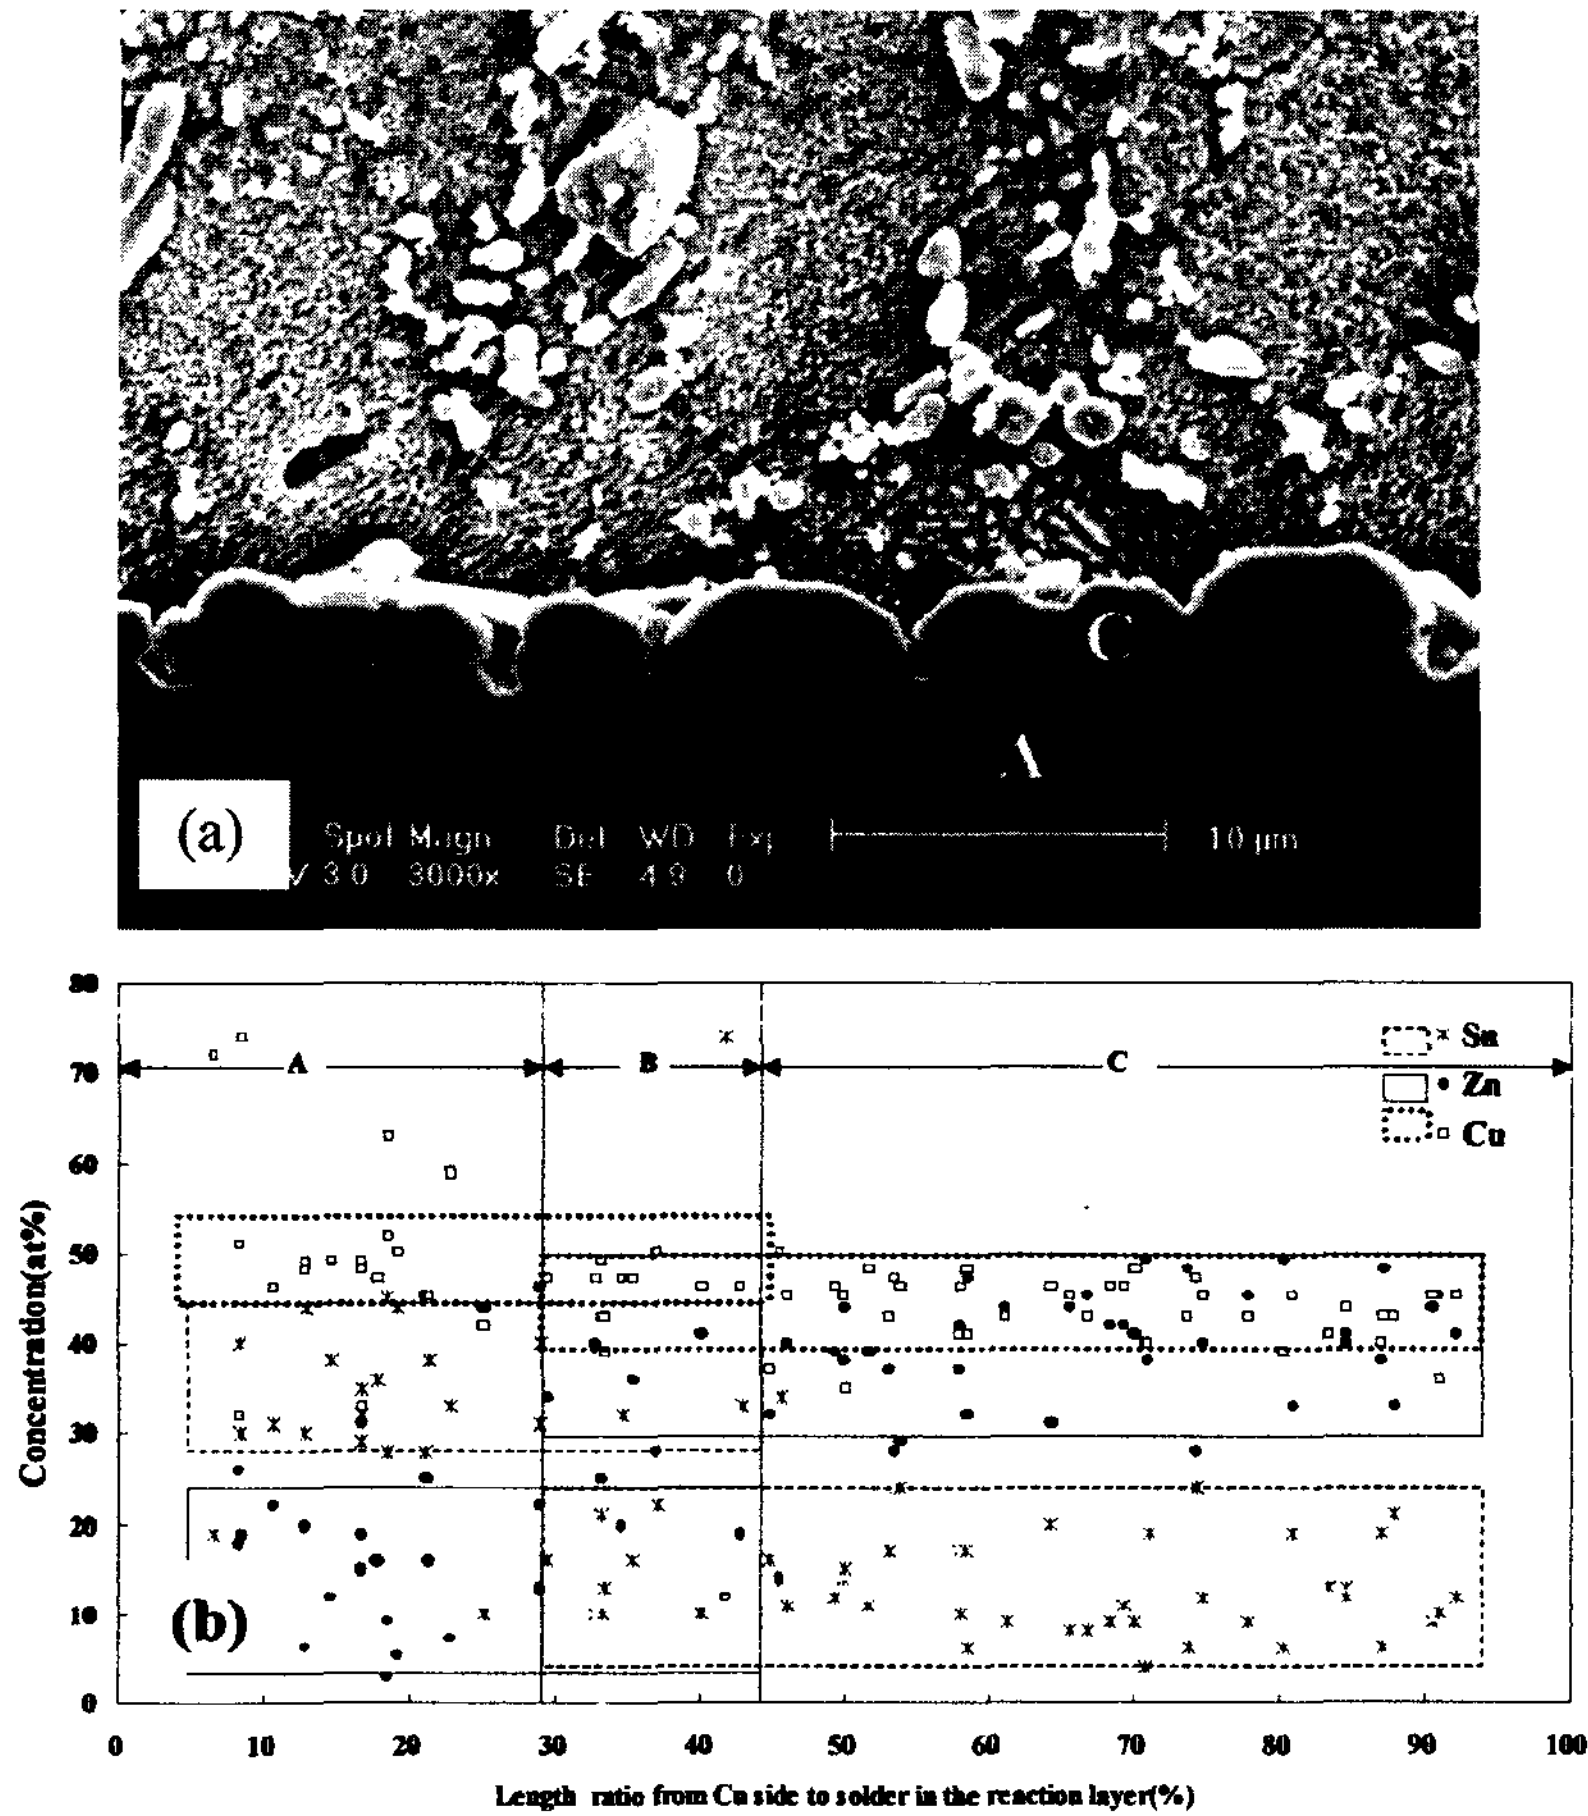 C
A
(a)
Spot Magn Det WD Exp
V 3.0 3000x SE 4.9 0
10 µm
80
70
60
50
40
30
20
10
0
A
B
C
Sn
Zn
Cu
(b)
Concentration(at%)
0 10 20 30 40 50 60 70 80 90 100
Length ratio from Cu side to solder in the reaction layer(%)